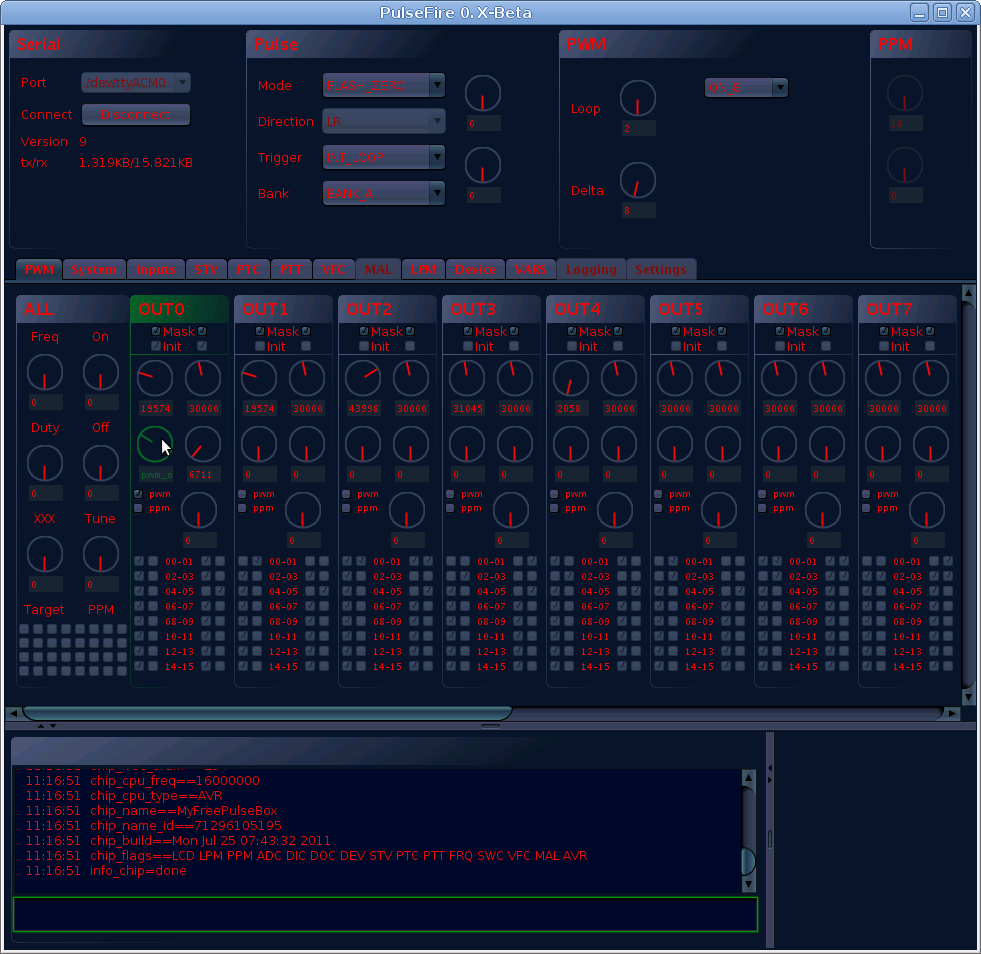 PulseFire 0.X-Beta
Serial
Port /dev/ttyACM0
Connect Disconnect
Version 9
tx/rx 1.319KB/15.821KB
Pulse
Mode 0
Direction LR
Trigger 0
Bank BANK_A
PWM
Loop 2
Delta 8
PPM
16
0
PWM System Inputs STV PTC PTT VFC MAL LPM Device VARS Logging Settings
ALL OUT0 OUT1 OUT2 OUT3 OUT4 OUT5 OUT6 OUT7
Mask Mask Mask Mask Mask Mask Mask Mask
Freq On Init Init Init Init Init Init Init Init
0 0 19574 30000 19574 30000 43998 30000 31045 30000 2058 30000 30000 30000 30000 30000 30000 30000
Duty Off
0 0 pwm_o 6711 0 0 0 0 0 0 0 0 0 0 0 0 0 0
pwm pwm pwm pwm pwm pwm pwm pwm
ppm ppm ppm ppm ppm ppm ppm ppm
XXX Tune
0 0 0 0 0 0 0 0
00-01 00-01 00-01 00-01 00-01 00-01 00-01 00-01
02-03 02-03 02-03 02-03 02-03 02-03 02-03 02-03
0 0 04-05 04-05 04-05 04-05 04-05 04-05 04-05 04-05
Target PPM 06-07 06-07 06-07 06-07 06-07 06-07 06-07 06-07
08-09 08-09 08-09 08-09 08-09 08-09 08-09 08-09
10-11 10-11 10-11 10-11 10-11 10-11 10-11 10-11
12-13 12-13 12-13 12-13 12-13 12-13 12-13 12-13
14-15 14-15 14-15 14-15 14-15 14-15 14-15 14-15
11:16:51 chip_cpu_freq==16000000
11:16:51 chip_cpu_type==AVR
11:16:51 chip_name==MyFreePulseBox
11:16:51 chip_name_id==71296105195
11:16:51 chip_build==Mon Jul 25 07:43:32 2011
11:16:51 chip_flags==LCD LPM PPM ADC DIC DOC DEV STV PTC PTT FRQ SWC VFC MAL AVR
11:16:51 info_chip=done